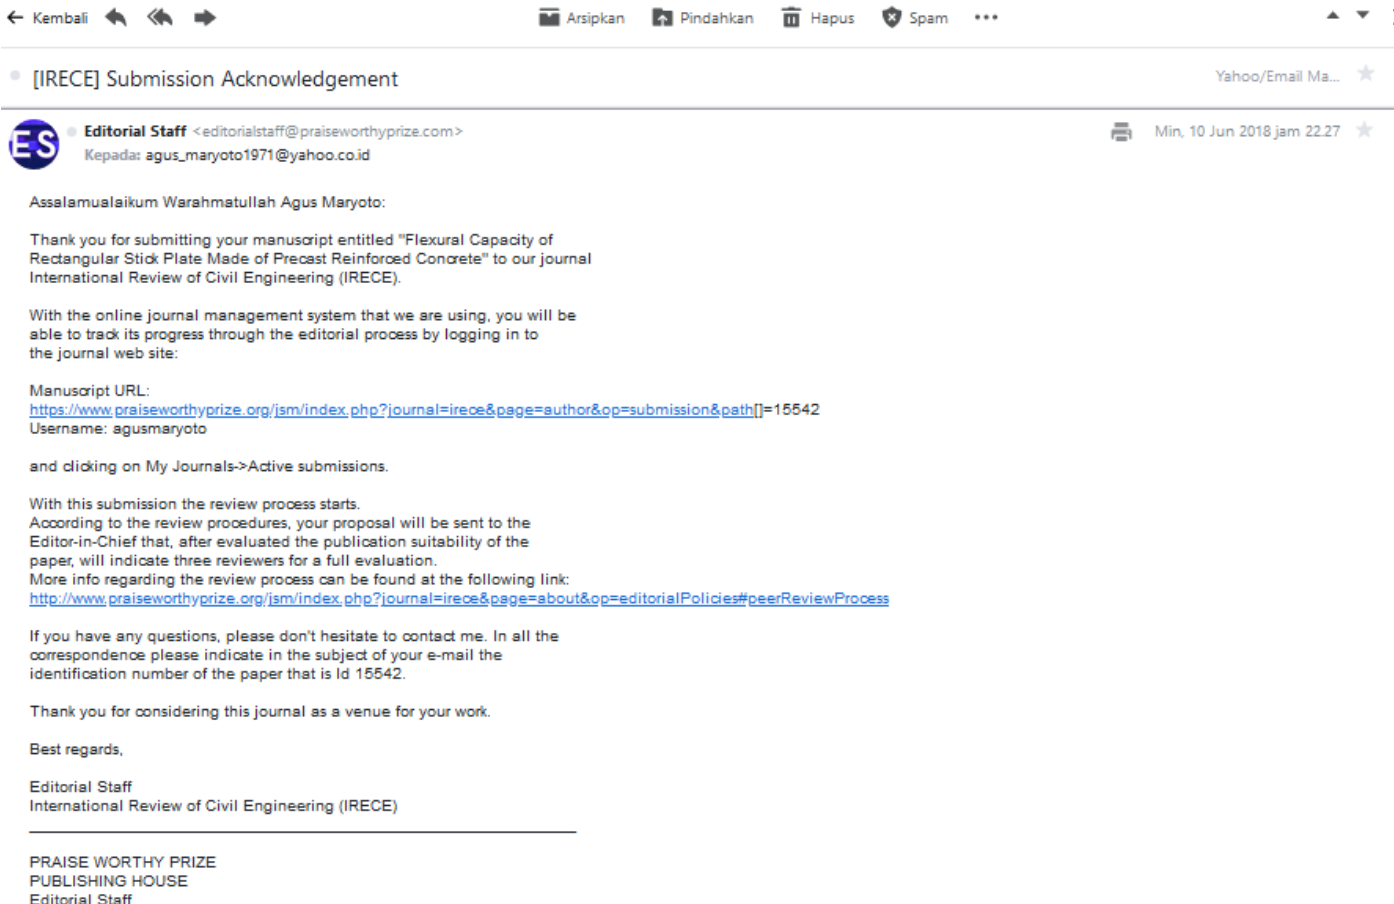 Kembali Arsipkan Pindahkan Hapus Spam
[IRECE] Submission Acknowledgement Yahoo/Email Ma...
ES
Editorial Staff <editorialstaff@praiseworthyprize.com> Min, 10 Jun 2018 jam 22.27
Kepada: agus_maryoto1971@yahoo.co.id
Assalamualaikum Warahmatullah Agus Maryoto:
Thank you for submitting your manuscript entitled "Flexural Capacity of
Rectangular Stick Plate Made of Precast Reinforced Concrete" to our journal
International Review of Civil Engineering (IRECE).
With the online journal management system that we are using, you will be
able to track its progress through the editorial process by logging in to
the journal web site:
Manuscript URL:
https://www.praiseworthyprize.org/jsm/index.php?journal=irece&page=author&op=submission&path[]=15542
Username: agusmaryoto
and clicking on My Journals->Active submissions.
With this submission the review process starts.
According to the review procedures, your proposal will be sent to the
Editor-in-Chief that, after evaluated the publication suitability of the
paper, will indicate three reviewers for a full evaluation.
More info regarding the review process can be found at the following link:
http://www.praiseworthyprize.org/jsm/index.php?journal=irece&page=about&op=editorialPolicies#peerReviewProcess
If you have any questions, please don't hesitate to contact me. In all the
correspondence please indicate in the subject of your e-mail the
identification number of the paper that is Id 15542.
Thank you for considering this journal as a venue for your work.
Best regards,
Editorial Staff
International Review of Civil Engineering (IRECE)
PRAISE WORTHY PRIZE
PUBLISHING HOUSE
Editorial Staff